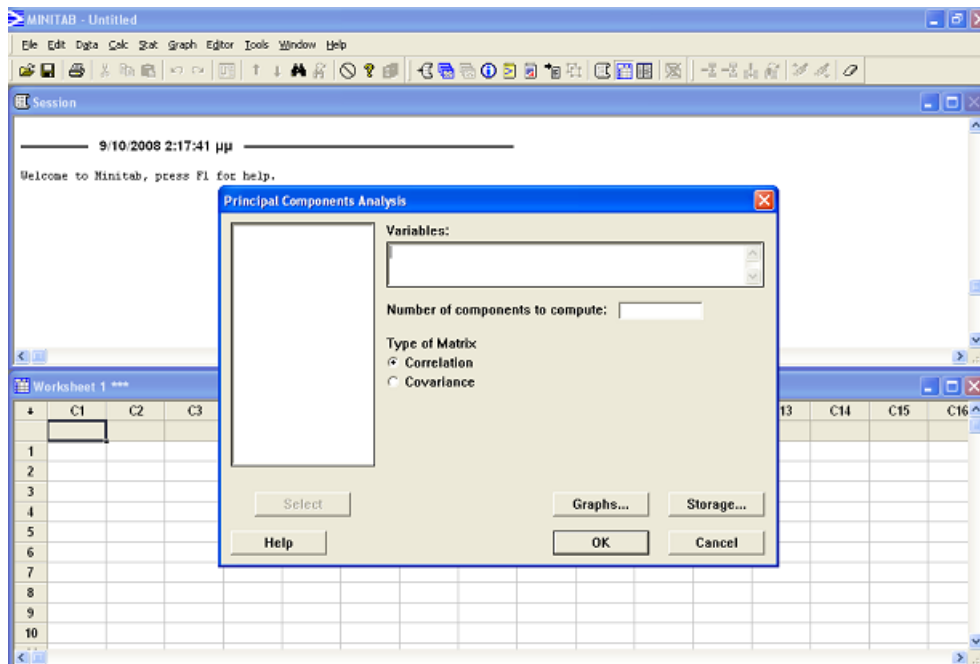 MINITAB - Untitled
File Edit Data Calc Stat Graph Editor Tools Window Help
Session
9/10/2008 2:17:41 μμ
Welcome to Minitab, press F1 for help.
Principal Components Analysis
Variables:
Number of components to compute:
Type of Matrix
Correlation
Covariance
Select
Graphs...
Storage...
Help
OK
Cancel
Worksheet 1 ***
C1 C2 C3 13 C14 C15 C16
1
2
3
4
5
6
7
8
9
10